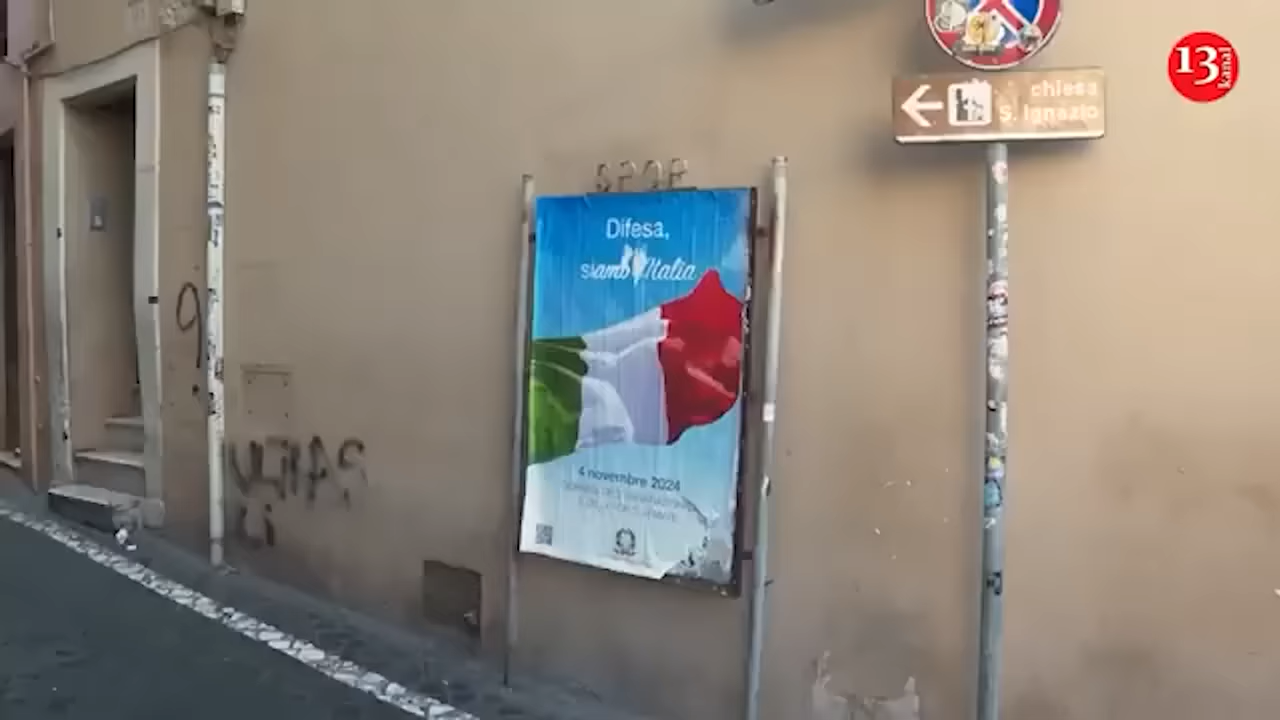 13
kanal
chiesa
S. Ignazio
SPQR
Difesa,
siamo l'Italia
4 novembre 2024